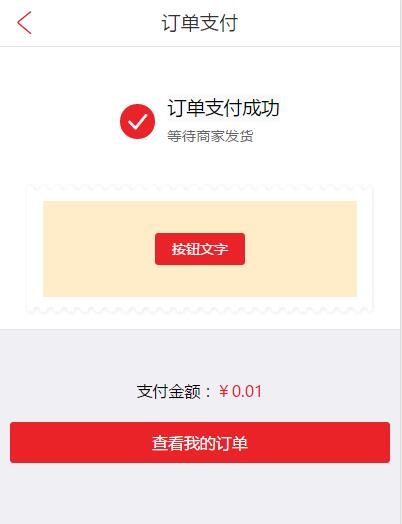 订单支付
订单支付成功
等待商家发货
按钮文字
支付金额：￥0.01
查看我的订单